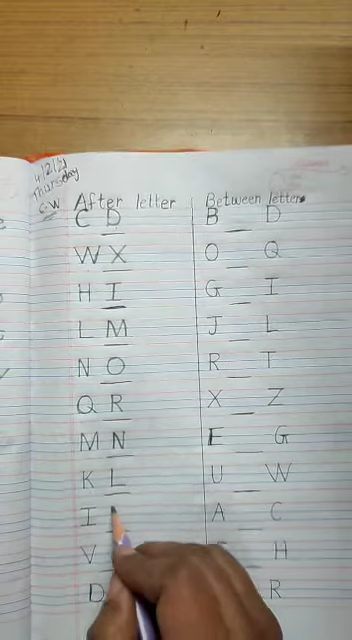 4/2/21
Thursday
C.W After letter Between letters
C D B _ D
W X O _ Q
H I G _ I
L M J _ L
N O R _ T
Q R X _ Z
M N E _ G
K L U _ W
I A _ C
V H
D R